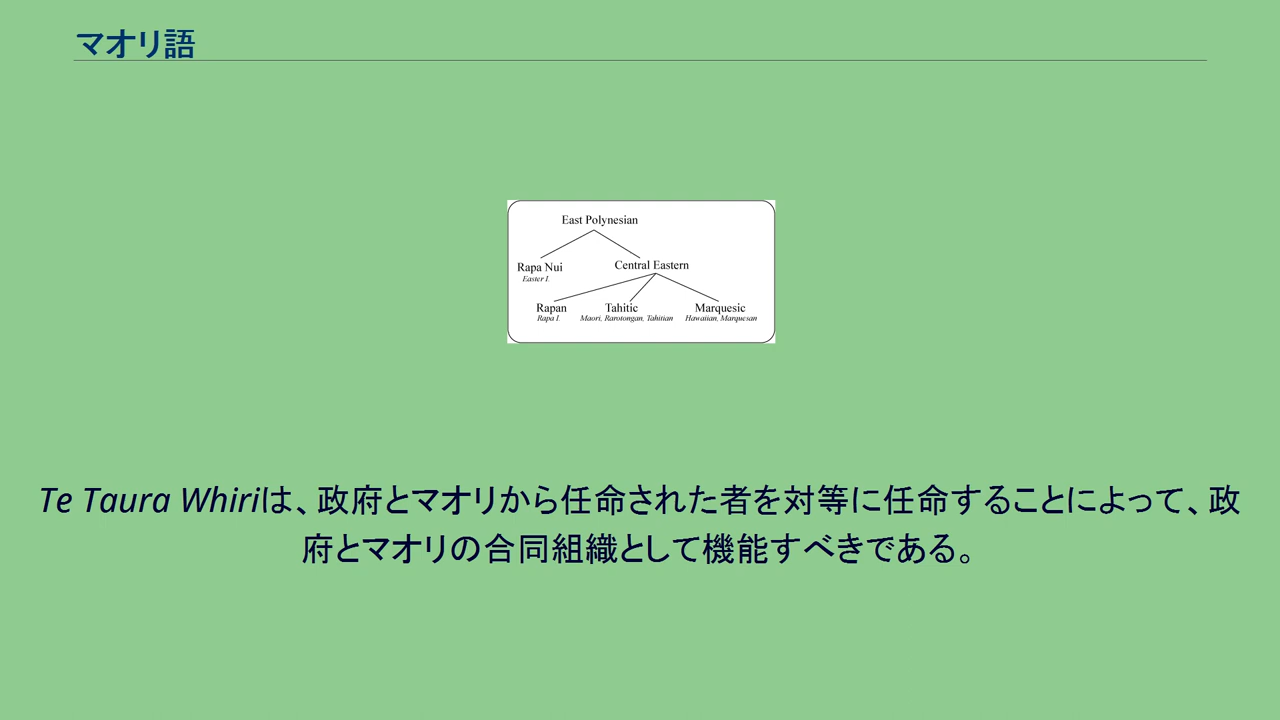 マオリ語
East Polynesian
Rapa Nui
Easter I.
Central Eastern
Rapan
Rapa I.
Tahitic
Maori, Rarotongan, Tahitian
Marquesic
Hawaiian, Marquesan
Te Taura Whiriは、政府とマオリから任命された者を対等に任命することによって、政
府とマオリの合同組織として機能すべきである。